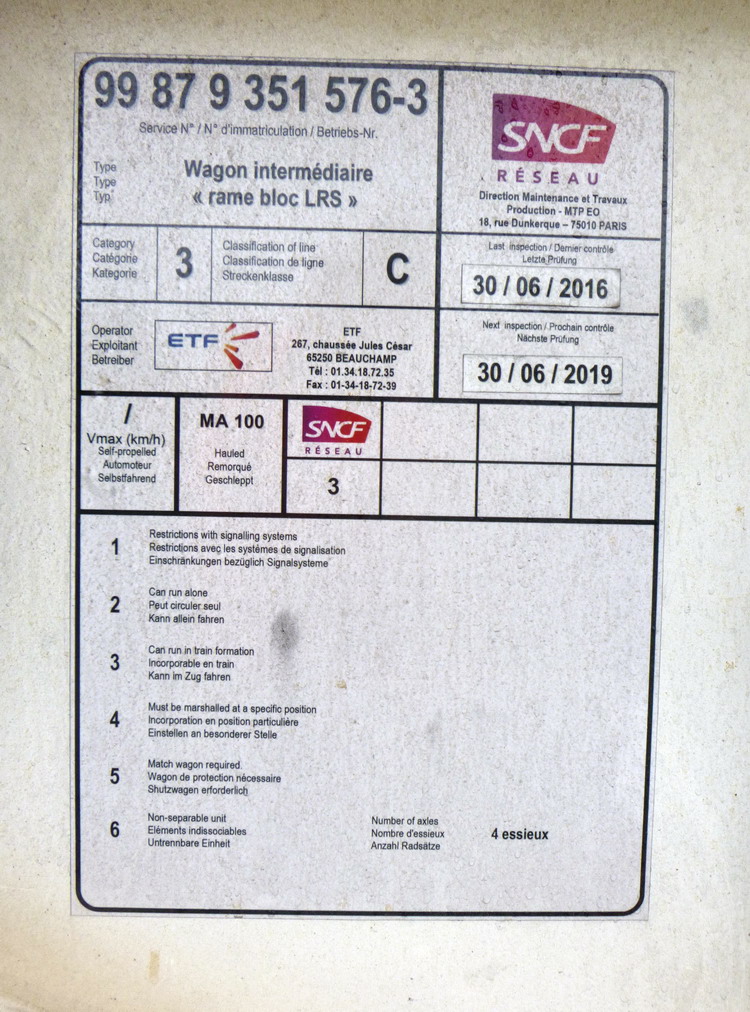 99 87 9 351 576-3
Service N° / N° d'immatriculation / Betriebs-Nr.
Type
Type
Typ
Wagon intermédiaire
« rame bloc LRS »
SNCF
RÉSEAU
Direction Maintenance et Travaux
Production - MTP EO
18, rue Dunkerque – 75010 PARIS
Category
Catégorie
Kategorie
3
Classification of line
Classification de ligne
Streckenklasse
C
Last inspection / Dernier contrôle
Letzte Prüfung
30 / 06 / 2016
Operator
Exploitant
Betreiber
ETF
ETF
267, chaussée Jules César
65250 BEAUCHAMP
Tél : 01.34.18.72.35
Fax : 01-34-18-72-39
Next inspection / Prochain contrôle
Nächste Prüfung
30 / 06 / 2019
/
Vmax (km/h)
Self-propelled
Automoteur
Selbstfahrend
MA 100
Hauled
Remorqué
Geschleppt
SNCF
RÉSEAU
3
1
Restrictions with signalling systems
Restrictions avec les systèmes de signalisation
Einschränkungen bezüglich Signalsysteme
2
Can run alone
Peut circuler seul
Kann allein fahren
3
Can run in train formation
Incorporable en train
Kann im Zug fahren
4
Must be marshalled at a specific position
Incorporation en position particulière
Einstellen an besonderer Stelle
5
Match wagon required
Wagon de protection nécessaire
Shutzwagen erforderlich
6
Non-separable unit
Eléments indissociables
Untrennbare Einheit
Number of axles
Nombre d'essieux
Anzahl Radsätze
4 essieux